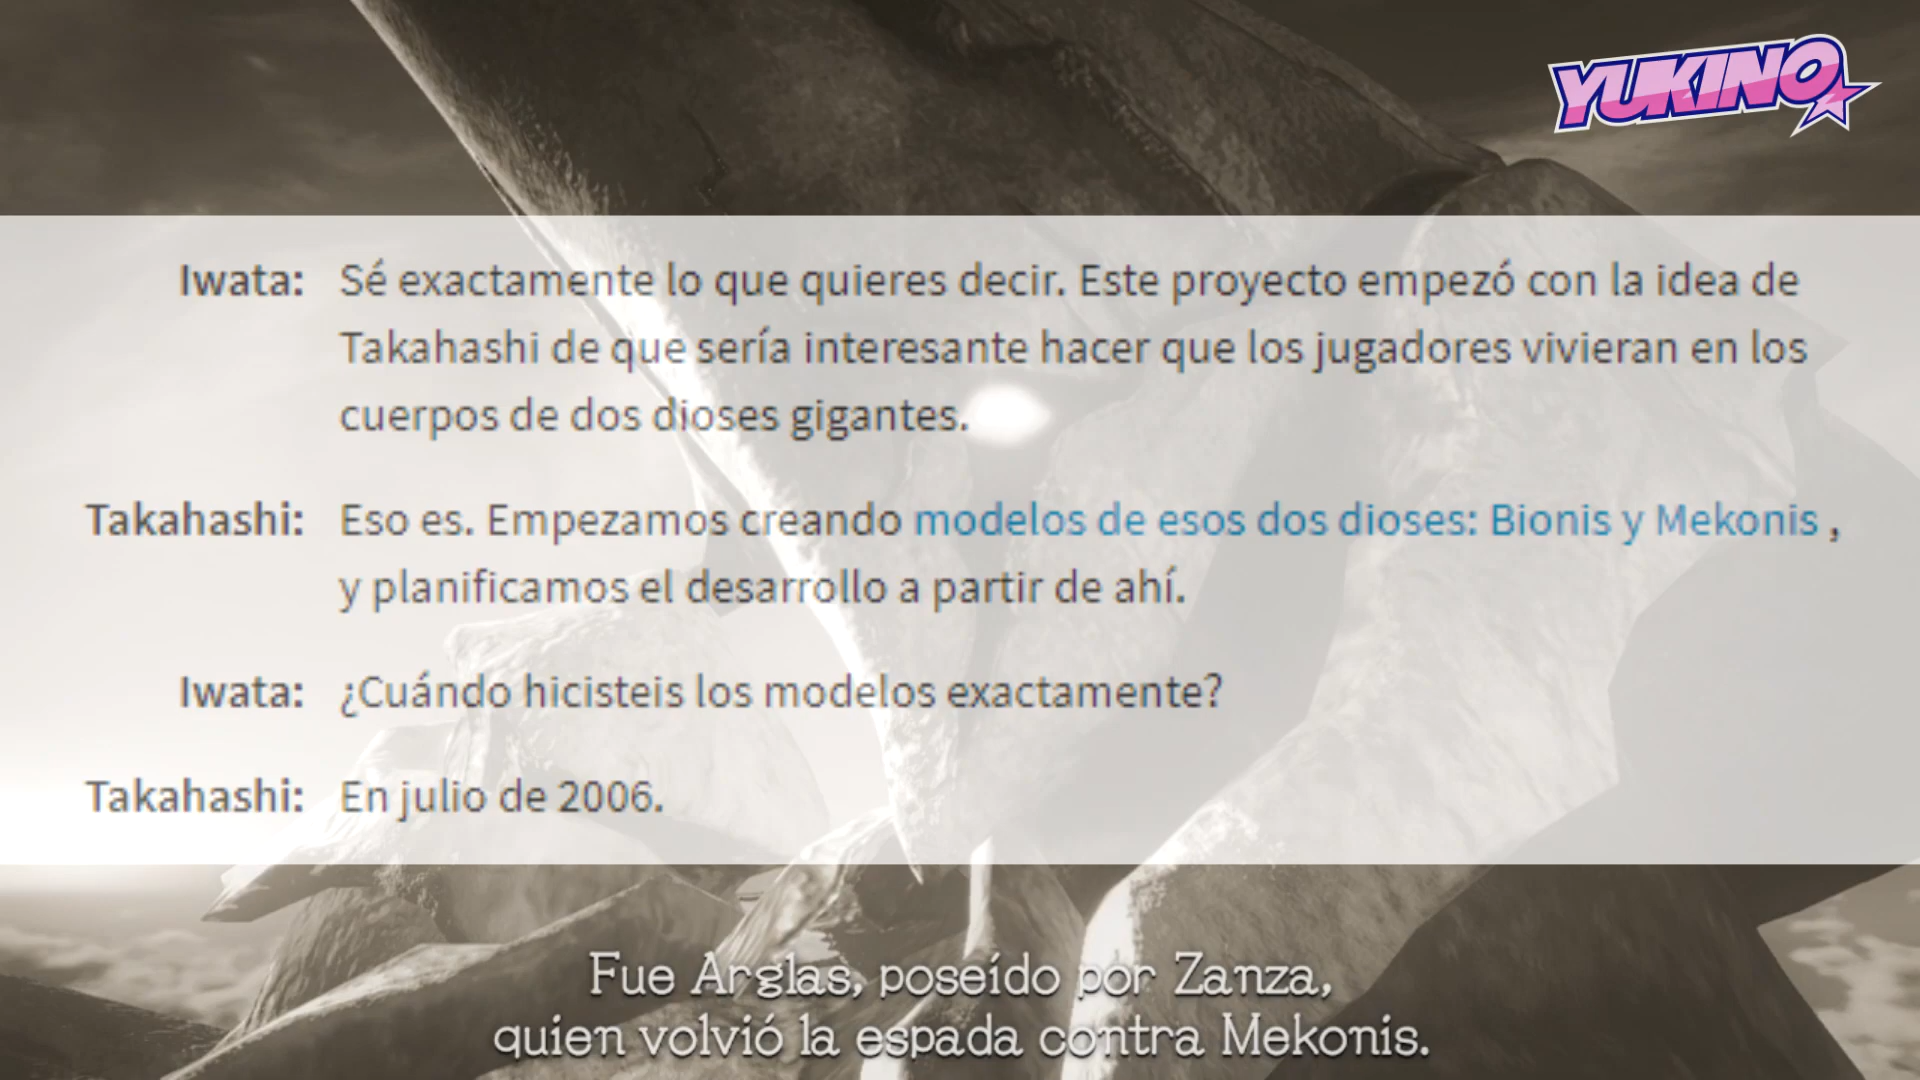 YUKINO
Iwata: Sé exactamente lo que quieres decir. Este proyecto empezó con la idea de
Takahashi de que sería interesante hacer que los jugadores vivieran en los
cuerpos de dos dioses gigantes.
Takahashi: Eso es. Empezamos creando modelos de esos dos dioses: Bionis y Mekonis ,
y planificamos el desarrollo a partir de ahí.
Iwata: ¿Cuándo hicisteis los modelos exactamente?
Takahashi: En julio de 2006.
Fue Arglas, poseído por Zanza,
quien volvió la espada contra Mekonis.